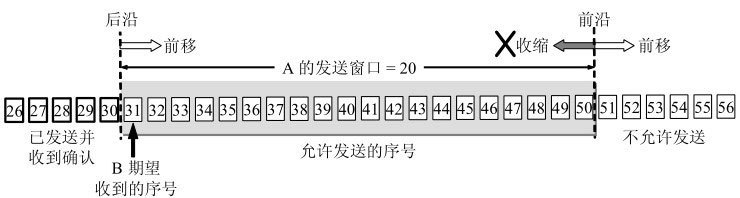 后沿
前沿
前移
收缩
前移
A 的发送窗口 = 20
26 27 28 29 30 31 32 33 34 35 36 37 38 39 40 41 42 43 44 45 46 47 48 49 50 51 52 53 54 55 56
已发送并
收到确认
B 期望
收到的序号
允许发送的序号
不允许发送